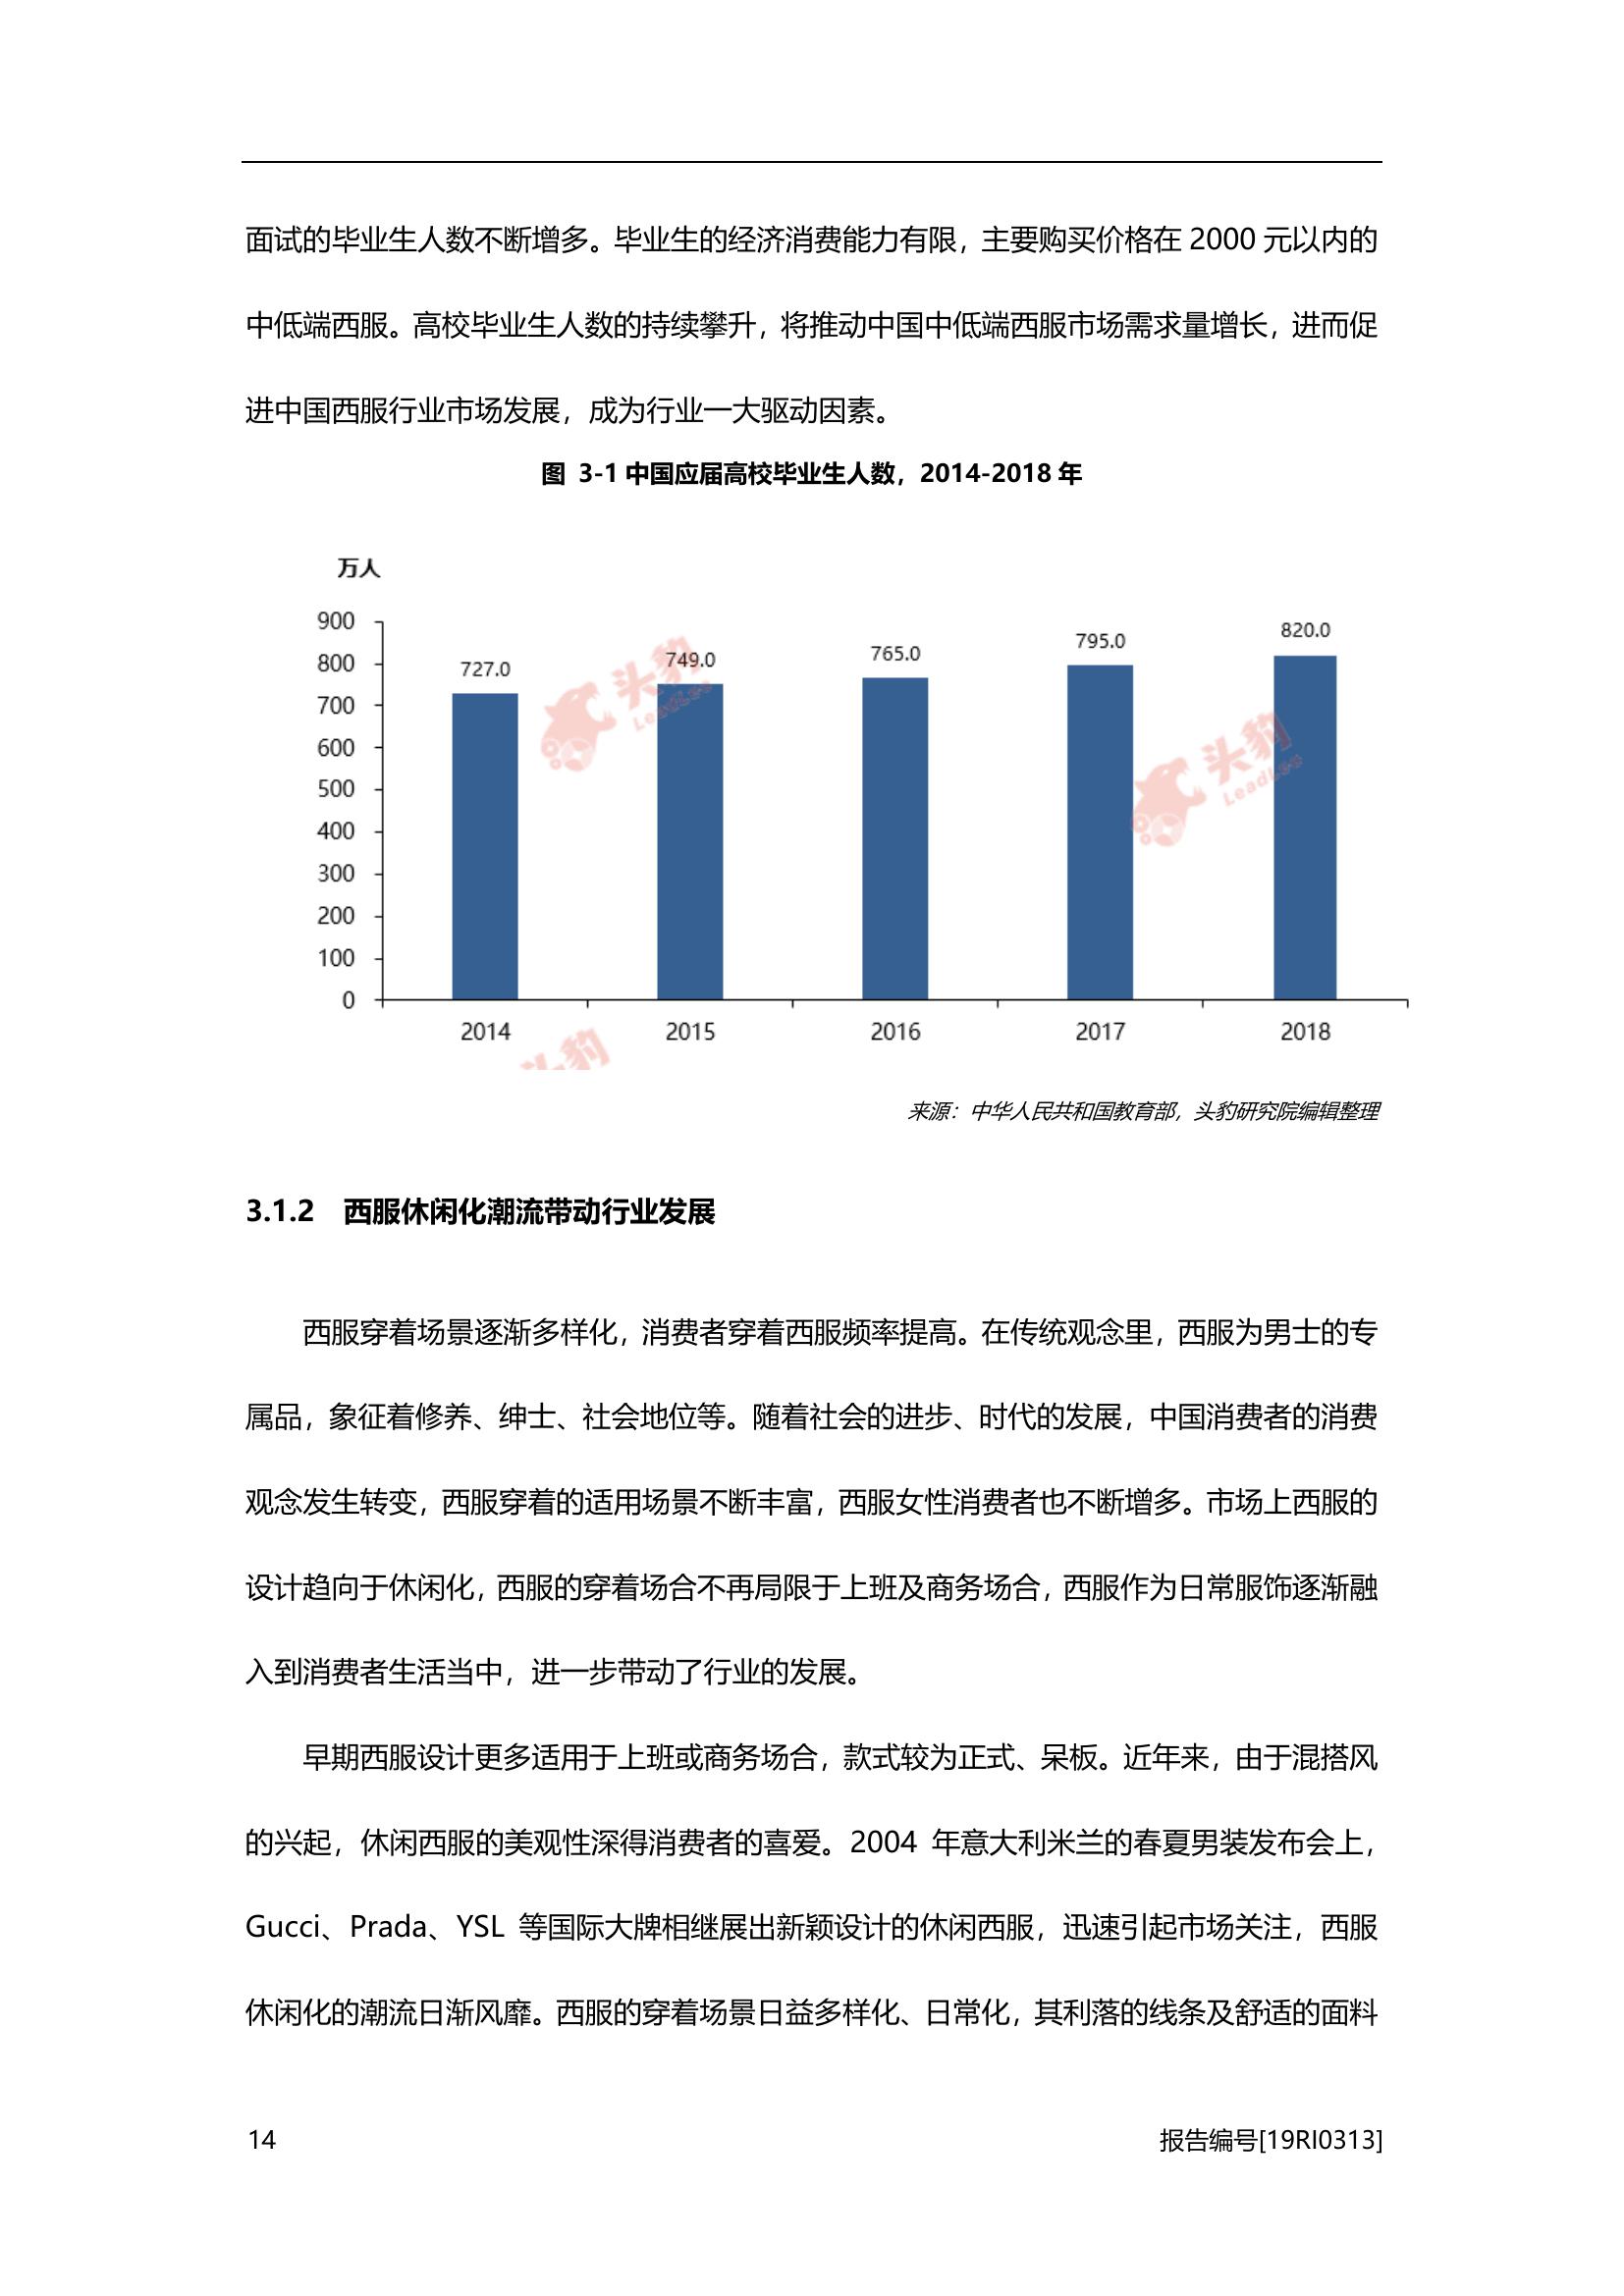 面试的毕业生人数不断增多。毕业生的经济消费能力有限，主要购买价格在 2000 元以内的
中低端西服。高校毕业生人数的持续攀升，将推动中国中低端西服市场需求量增长，进而促
进中国西服行业市场发展，成为行业一大驱动因素。
图 3-1 中国应届高校毕业生人数，2014-2018 年
万人
900
800
700
600
500
400
300
200
100
0
727.0
749.0
765.0
795.0
820.0
2014
2015
2016
2017
2018
头豹
LeadLeo
头豹
LeadLeo
头豹
来源：中华人民共和国教育部，头豹研究院编辑整理
3.1.2 西服休闲化潮流带动行业发展
西服穿着场景逐渐多样化，消费者穿着西服频率提高。在传统观念里，西服为男士的专
属品，象征着修养、绅士、社会地位等。随着社会的进步、时代的发展，中国消费者的消费
观念发生转变，西服穿着的适用场景不断丰富，西服女性消费者也不断增多。市场上西服的
设计趋向于休闲化，西服的穿着场合不再局限于上班及商务场合，西服作为日常服饰逐渐融
入到消费者生活当中，进一步带动了行业的发展。
早期西服设计更多适用于上班或商务场合，款式较为正式、呆板。近年来，由于混搭风
的兴起，休闲西服的美观性深得消费者的喜爱。2004 年意大利米兰的春夏男装发布会上，
Gucci、Prada、YSL 等国际大牌相继展出新颖设计的休闲西服，迅速引起市场关注，西服
休闲化的潮流日渐风靡。西服的穿着场景日益多样化、日常化，其利落的线条及舒适的面料
14
报告编号[19RI0313]